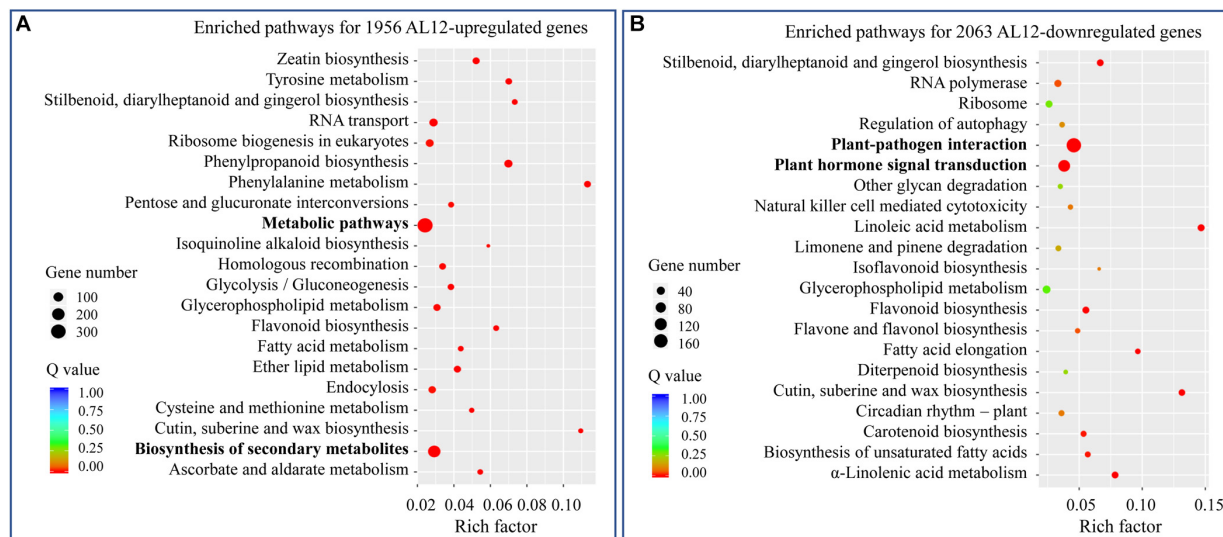 A
Enriched pathways for 1956 AL12-upregulated genes
Zeatin biosynthesis
Tyrosine metabolism
Stilbenoid, diarylheptanoid and gingerol biosynthesis
RNA transport
Ribosome biogenesis in eukaryotes
Phenylpropanoid biosynthesis
Phenylalanine metabolism
Pentose and glucuronate interconversions
Metabolic pathways
Isoquinoline alkaloid biosynthesis
Homologous recombination
Glycolysis / Gluconeogenesis
Glycerophospholipid metabolism
Flavonoid biosynthesis
Fatty acid metabolism
Ether lipid metabolism
Endocylosis
Cysteine and methionine metabolism
Cutin, suberine and wax biosynthesis
Biosynthesis of secondary metabolites
Ascorbate and aldarate metabolism
0.02 0.04 0.06 0.08 0.10
Rich factor
Gene number
100
200
300
Q value
1.00
0.75
0.50
0.25
0.00
B
Enriched pathways for 2063 AL12-downregulated genes
Stilbenoid, diarylheptanoid and gingerol biosynthesis
RNA polymerase
Ribosome
Regulation of autophagy
Plant-pathogen interaction
Plant hormone signal transduction
Other glycan degradation
Natural killer cell mediated cytotoxicity
Linoleic acid metabolism
Limonene and pinene degradation
Isoflavonoid biosynthesis
Glycerophospholipid metabolism
Flavonoid biosynthesis
Flavone and flavonol biosynthesis
Fatty acid elongation
Diterpenoid biosynthesis
Cutin, suberine and wax biosynthesis
Circadian rhythm – plant
Carotenoid biosynthesis
Biosynthesis of unsaturated fatty acids
α-Linolenic acid metabolism
0.05 0.10 0.15
Rich factor
Gene number
40
80
120
160
Q value
1.00
0.75
0.50
0.25
0.00